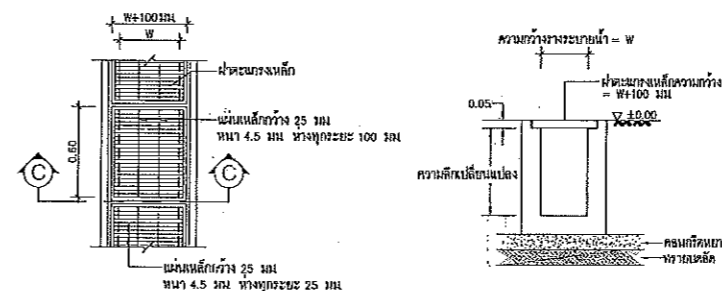 W+100 มม
W
ฝาตะแกรงเหล็ก
แผ่นเหล็กกว้าง 25 มม
หนา 4.5 มม ห่างทุกระยะ 100 มม
0.60
C
C
แผ่นเหล็กกว้าง 25 มม
หนา 4.5 มม ห่างทุกระยะ 25 มม
ความกว้างรางระบายน้ำ = W
ฝาตะแกรงเหล็กความกว้าง
= W+100 มม
0.05
±0.00
ความลึกเปลี่ยนแปลง
คอนกรีตหยาบ
ทรายบดอัด